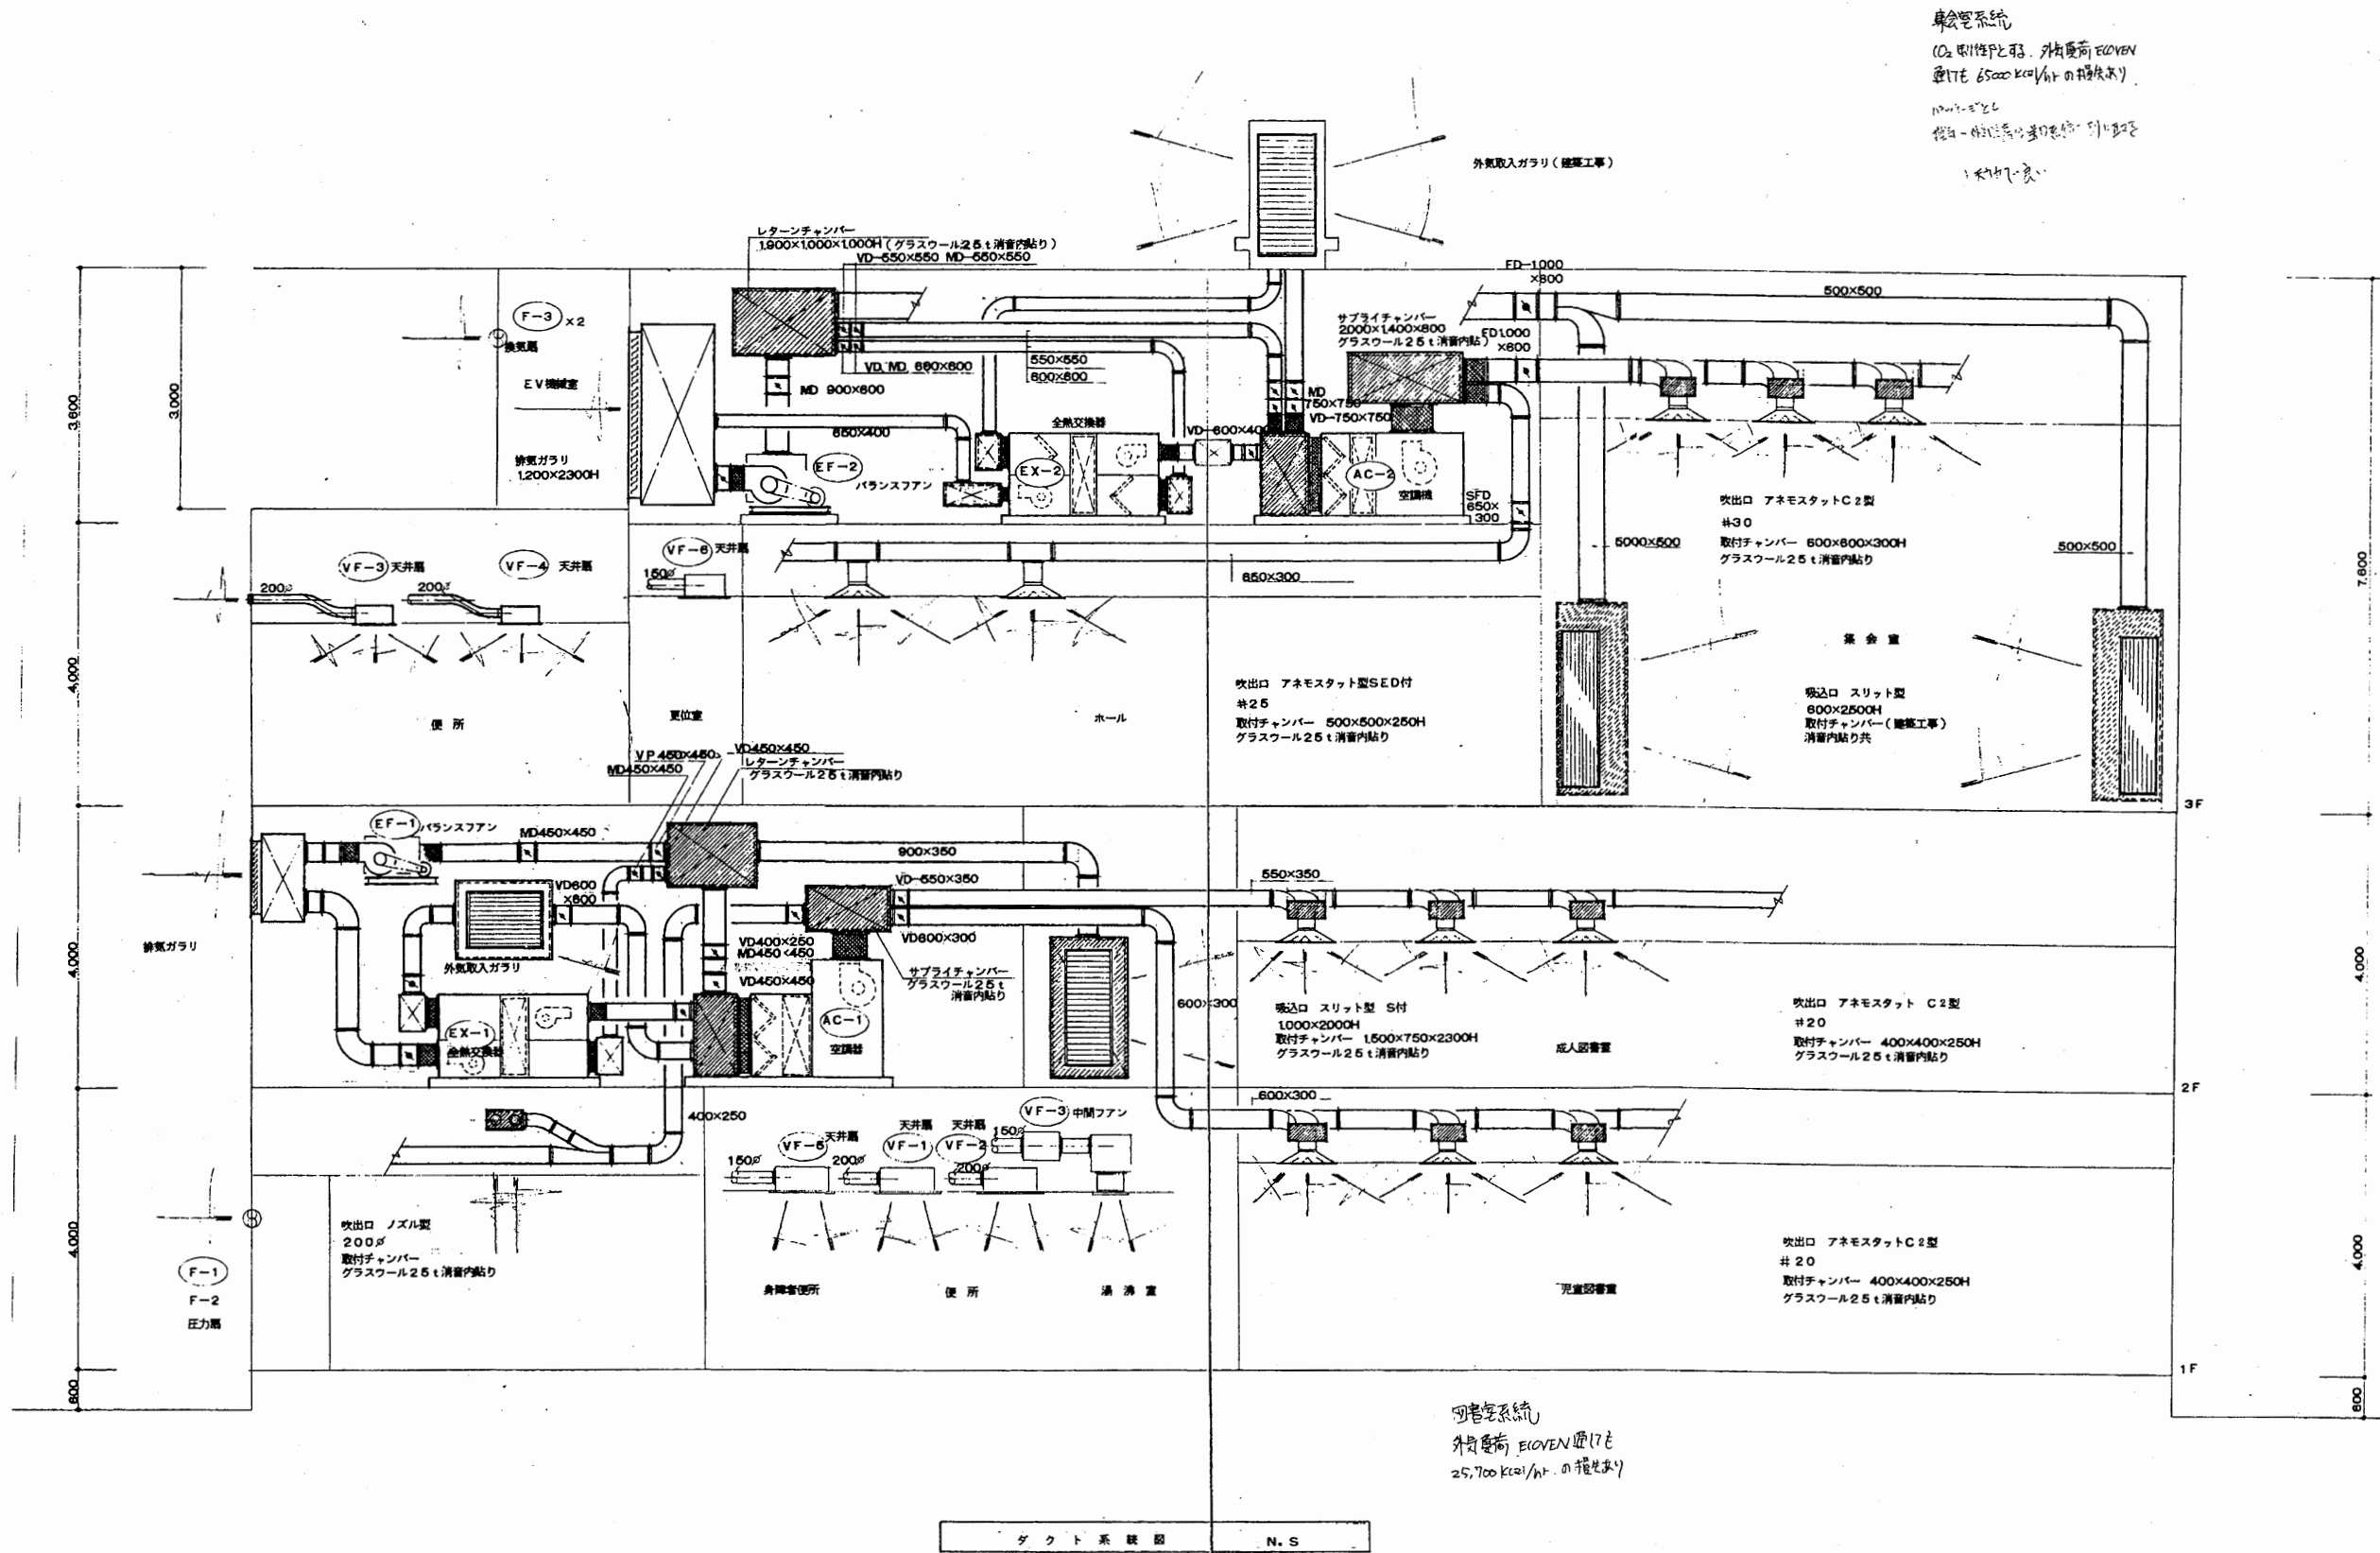 集会室系統
CO₂制御とする. 外気負荷 ECOVEN
通しても 65000 kcal/hr の損失あり
外気取入ガラリ(建築工事)
レターンチャンバー
1,900×1,000×1,000H(グラスウール25.t消音内貼り)
VD-550×550 MD-550×550
FD-1000
×600
500×500
F-3 ×2
換気扇
サプライチャンバー
2000×1,400×800
グラスウール25t消音内貼)
FD1,000
×600
550×550
600×600
VD,MD 600×600
MD 900×600
EV機械室
MD
750×750
VD-750×750
全熱交換器
VD-600×400
650×400
3,600
3,000
排気ガラリ
1,200×2300H
EF-2
バランスフアン
EX-2
AC-2
空調機
SFD
650×
300
吹出口 アネモスタットC2型
#30
取付チャンバー 600×600×300H
グラスウール25t消音内貼り
5000×500
500×500
7,600
VF-3 天井扇
VF-4 天井扇
VF-6 天井扇
200ø
200ø
150ø
650×300
集会室
4,000
吹出口 アネモスタット型SED付
#25
取付チャンバー 500×500×250H
グラスウール25t消音内貼り
吸込口 スリット型
600×2500H
取付チャンバー(建築工事)
消音内貼り共
便所
更位室
ホール
VP 450×450
VD450×450
MD450×450
レターンチャンバー
グラスウール25t消音内貼り
3F
EF-1 バランスフアン
MD450×450
900×350
VD-550×350
550×350
VD600
×600
VD600×300
排気ガラリ
外気取入ガラリ
VD400×250
MD450×450
VD450×450
サプライチャンバー
グラスウール25t
消音内貼り
4,000
4,000
600×300
吸込口 スリット型 S付
1,000×2000H
取付チャンバー 1,500×750×2300H
グラスウール25t消音内貼り
成人図書室
吹出口 アネモスタット C2型
#20
取付チャンバー 400×400×250H
グラスウール25t消音内貼り
EX-1
全熱交換器
AC-1
空調器
2F
400×250
600×300
VF-3 中間フアン
天井扇
天井扇
天井扇
VF-5
VF-1
VF-2
150ø
150ø
200ø
200ø
吹出口 ノズル型
200ø
取付チャンバー
グラスウール25t消音内貼り
4,000
4,000
F-1
F-2
圧力扇
身障者便所
便所
湯沸室
児童図書室
吹出口 アネモスタットC2型
#20
取付チャンバー 400×400×250H
グラスウール25t消音内貼り
1F
600
600
図書室系統
外気負荷 ECOVEN 通しても
25,700 kcal/hr. の損失あり
ダクト系統図
N.S